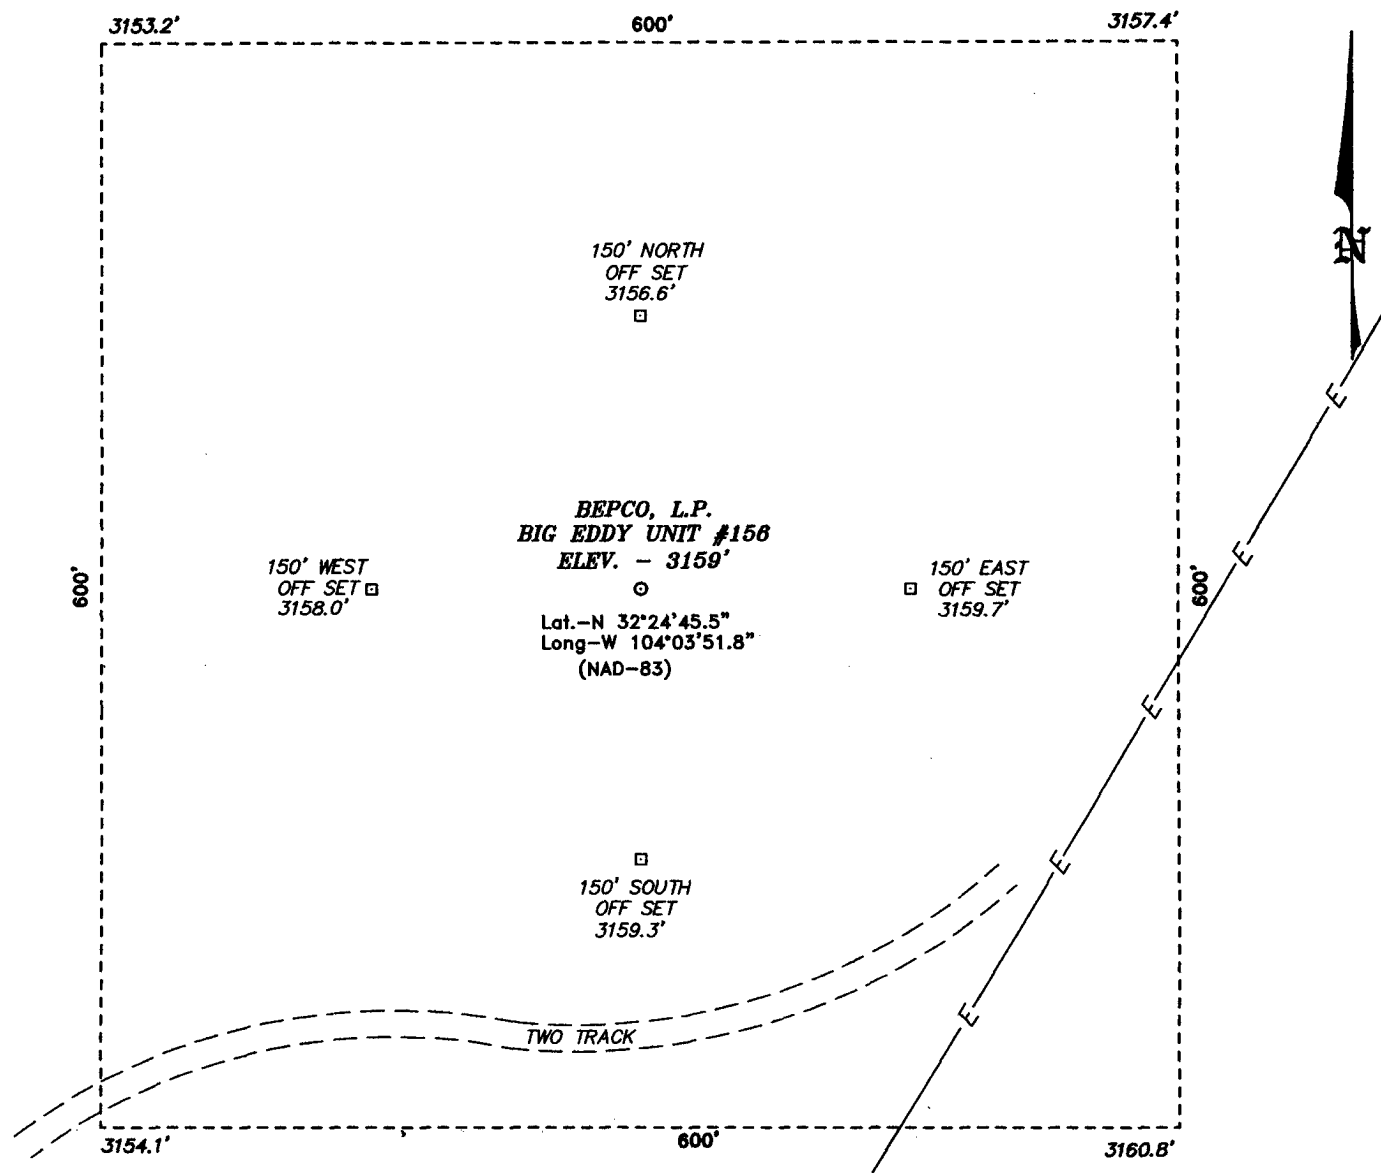 3153.2'
600'
3157.4'
N
150' NORTH
OFF SET
3156.6'
E
E
BEPCO, L.P.
BIG EDDY UNIT #156
ELEV. - 3159'
150' WEST
OFF SET
3158.0'
600'
150' EAST
OFF SET
3159.7'
600'
Lat.-N 32°24'45.5"
Long-W 104°03'51.8"
(NAD-83)
E
E
150' SOUTH
OFF SET
3159.3'
E
TWO TRACK
3154.1'
600'
3160.8'